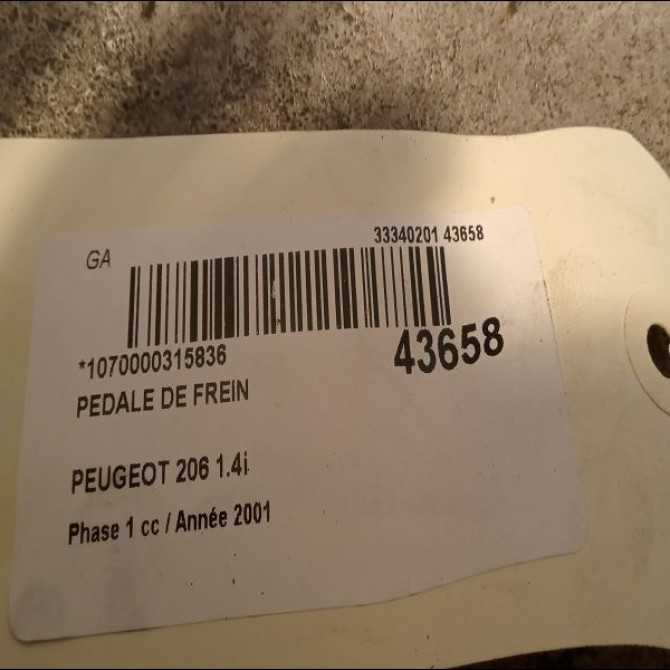 GA
33340201 43658
*1070000315836
43658
PEDALE DE FREIN
PEUGEOT 206 1.4i
Phase 1 cc / Année 2001